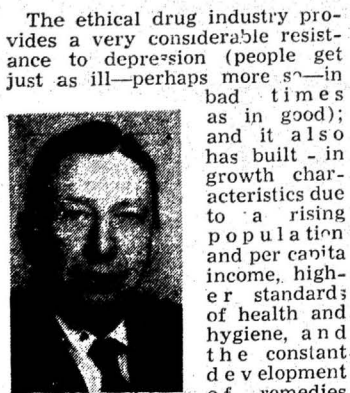 The ethical drug industry pro-
vides a very considerable resist-
ance to depression (people get
just as ill—perhaps more so—in
bad times
as in good);
and it also
has built - in
growth char-
acteristics due
to a rising
population
and per capita
income, high-
er standards
of health and
hygiene, and
the constant
development
of remedies